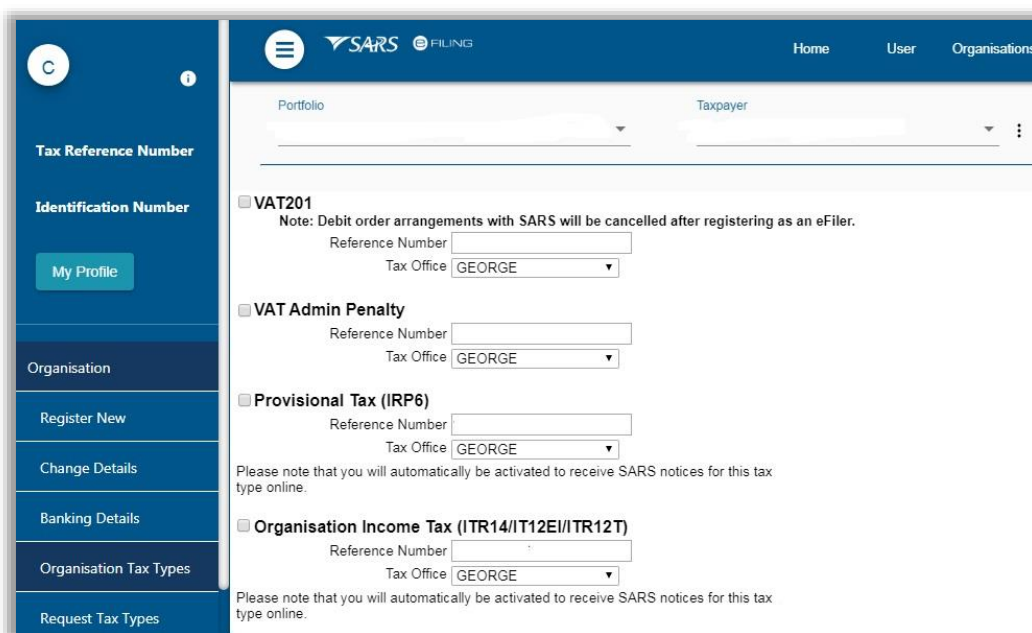 C
i
Tax Reference Number
Identification Number
My Profile
Organisation
Register New
Change Details
Banking Details
Organisation Tax Types
Request Tax Types
SARS e FILING
Home User Organisations
Portfolio Taxpayer
VAT201
Note: Debit order arrangements with SARS will be cancelled after registering as an eFiler.
Reference Number
Tax Office GEORGE
VAT Admin Penalty
Reference Number
Tax Office GEORGE
Provisional Tax (IRP6)
Reference Number
Tax Office GEORGE
Please note that you will automatically be activated to receive SARS notices for this tax
type online.
Organisation Income Tax (ITR14/IT12EI/ITR12T)
Reference Number
Tax Office GEORGE
Please note that you will automatically be activated to receive SARS notices for this tax
type online.